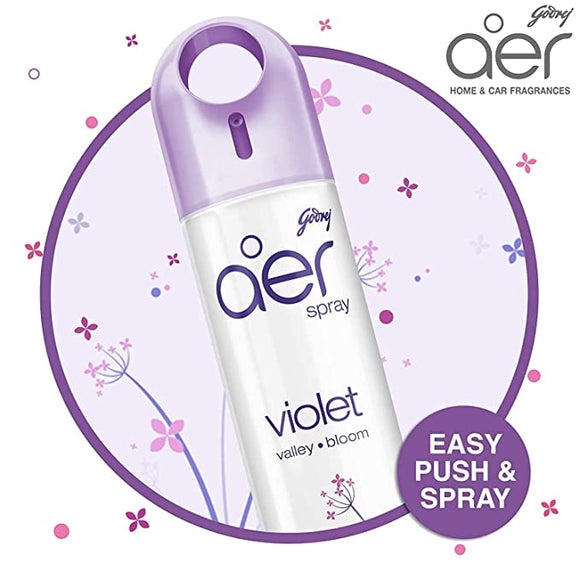 Godrej
aer
HOME & CAR FRAGRANCES
Godrej
aer
spray
violet
valley • bloom
EASY
PUSH &
SPRAY